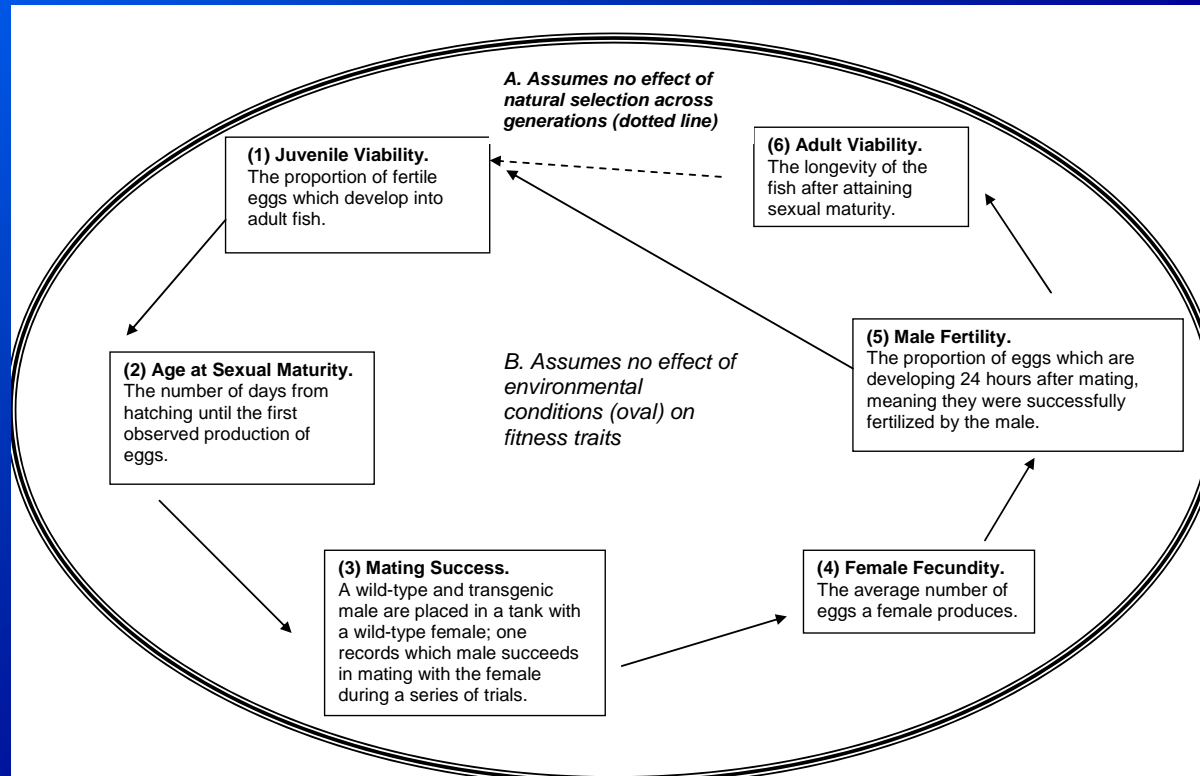 A. Assumes no effect of
natural selection across
generations (dotted line)
(1) Juvenile Viability.
The proportion of fertile
eggs which develop into
adult fish.
(6) Adult Viability.
The longevity of the
fish after attaining
sexual maturity.
(2) Age at Sexual Maturity.
The number of days from
hatching until the first
observed production of
eggs.
B. Assumes no effect of
environmental
conditions (oval) on
fitness traits
(5) Male Fertility.
The proportion of eggs which are
developing 24 hours after mating,
meaning they were successfully
fertilized by the male.
(3) Mating Success.
A wild-type and transgenic
male are placed in a tank with
a wild-type female; one
records which male succeeds
in mating with the female
during a series of trials.
(4) Female Fecundity.
The average number of
eggs a female produces.